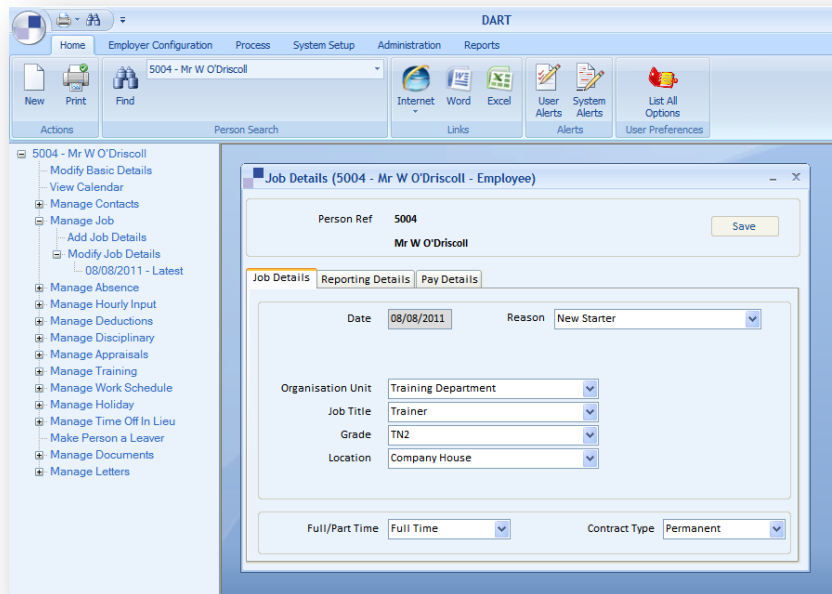 DART
Home Employer Configuration Process System Setup Administration Reports
5004 - Mr W O'Driscoll
New Print Find Internet Word Excel User Alerts System Alerts List All Options
Actions Person Search Links Alerts User Preferences
5004 - Mr W O'Driscoll
Modify Basic Details
View Calendar
Manage Contacts
Manage Job
Add Job Details
Modify Job Details
08/08/2011 - Latest
Manage Absence
Manage Hourly Input
Manage Deductions
Manage Disciplinary
Manage Appraisals
Manage Training
Manage Work Schedule
Manage Holiday
Manage Time Off In Lieu
Make Person a Leaver
Manage Documents
Manage Letters
Job Details (5004 - Mr W O'Driscoll - Employee)
Person Ref 5004
Mr W O'Driscoll
Save
Job Details Reporting Details Pay Details
Date 08/08/2011 Reason New Starter
Organisation Unit Training Department
Job Title Trainer
Grade TN2
Location Company House
Full/Part Time Full Time Contract Type Permanent